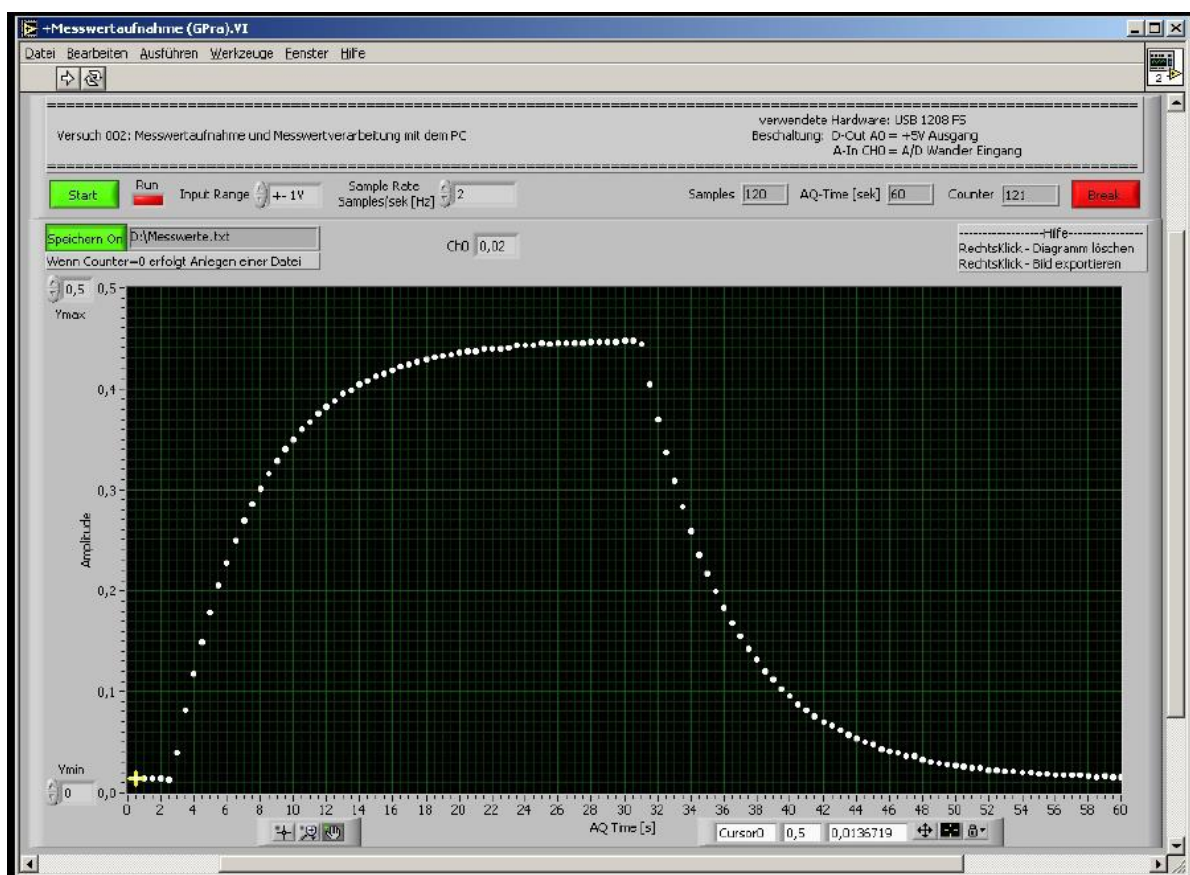 +Messwertaufnahme (GPra).VI
Datei Bearbeiten Ausführen Werkzeuge Fenster Hilfe
2
verwendete Hardware: USB 1208 FS
Versuch 002: Messwertaufnahme und Messwertverarbeitung mit dem PC
Beschaltung: D-Out A0 = +5V Ausgang
A-In CH0 = A/D Wandler Eingang
Start
Run
Input Range +- 1V
Sample Rate
Samples/sek [Hz] 2
Samples 120 AQ-Time [sek] 60 Counter 121 Break
Speichern On D:\Messwerte.txt
Wenn Counter=0 erfolgt Anlegen einer Datei
Ch0 0,02
Hilfe
RechtsKlick - Diagramm löschen
RechtsKlick - Bild exportieren
0,5 0,5
Ymax
0,4
0,3
Amplitude
0,2
0,1
Ymin
0 0,0
0 2 4 6 8 10 12 14 16 18 20 22 24 26 28 30 32 34 36 38 40 42 44 46 48 50 52 54 56 58 60
AQ Time [s]
Cursor0 0,5 0,0136719